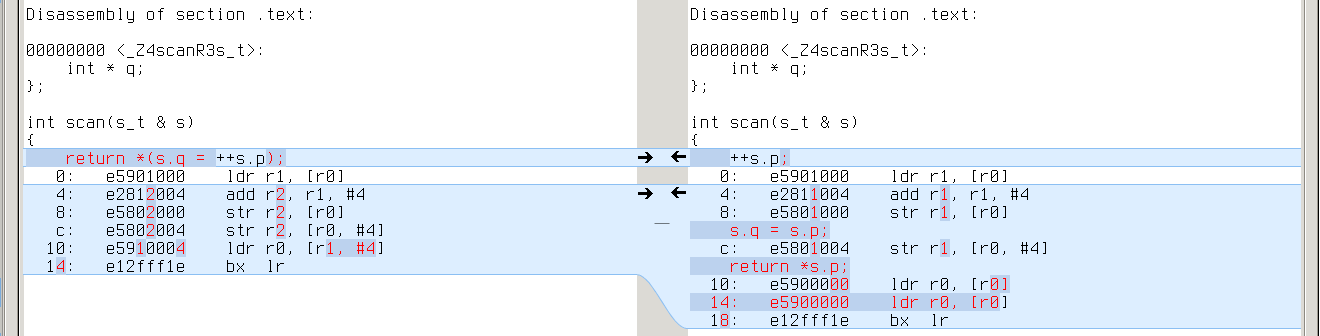 Disassembly of section .text:
00000000 <_Z4scanR3s_t>:
int * q;
};
int scan(s_t & s)
{
return *(s.q = ++s.p);
0: e5901000 ldr r1, [r0]
4: e2812004 add r2, r1, #4
8: e5802000 str r2, [r0]
c: e5802004 str r2, [r0, #4]
10: e5910004 ldr r0, [r1, #4]
14: e12fff1e bx lr
Disassembly of section .text:
00000000 <_Z4scanR3s_t>:
int * q;
};
int scan(s_t & s)
{
++s.p;
0: e5901000 ldr r1, [r0]
4: e2811004 add r1, r1, #4
8: e5801000 str r1, [r0]
s.q = s.p;
c: e5801004 str r1, [r0, #4]
return *s.p;
10: e5900000 ldr r0, [r0]
14: e5900000 ldr r0, [r0]
18: e12fff1e bx lr